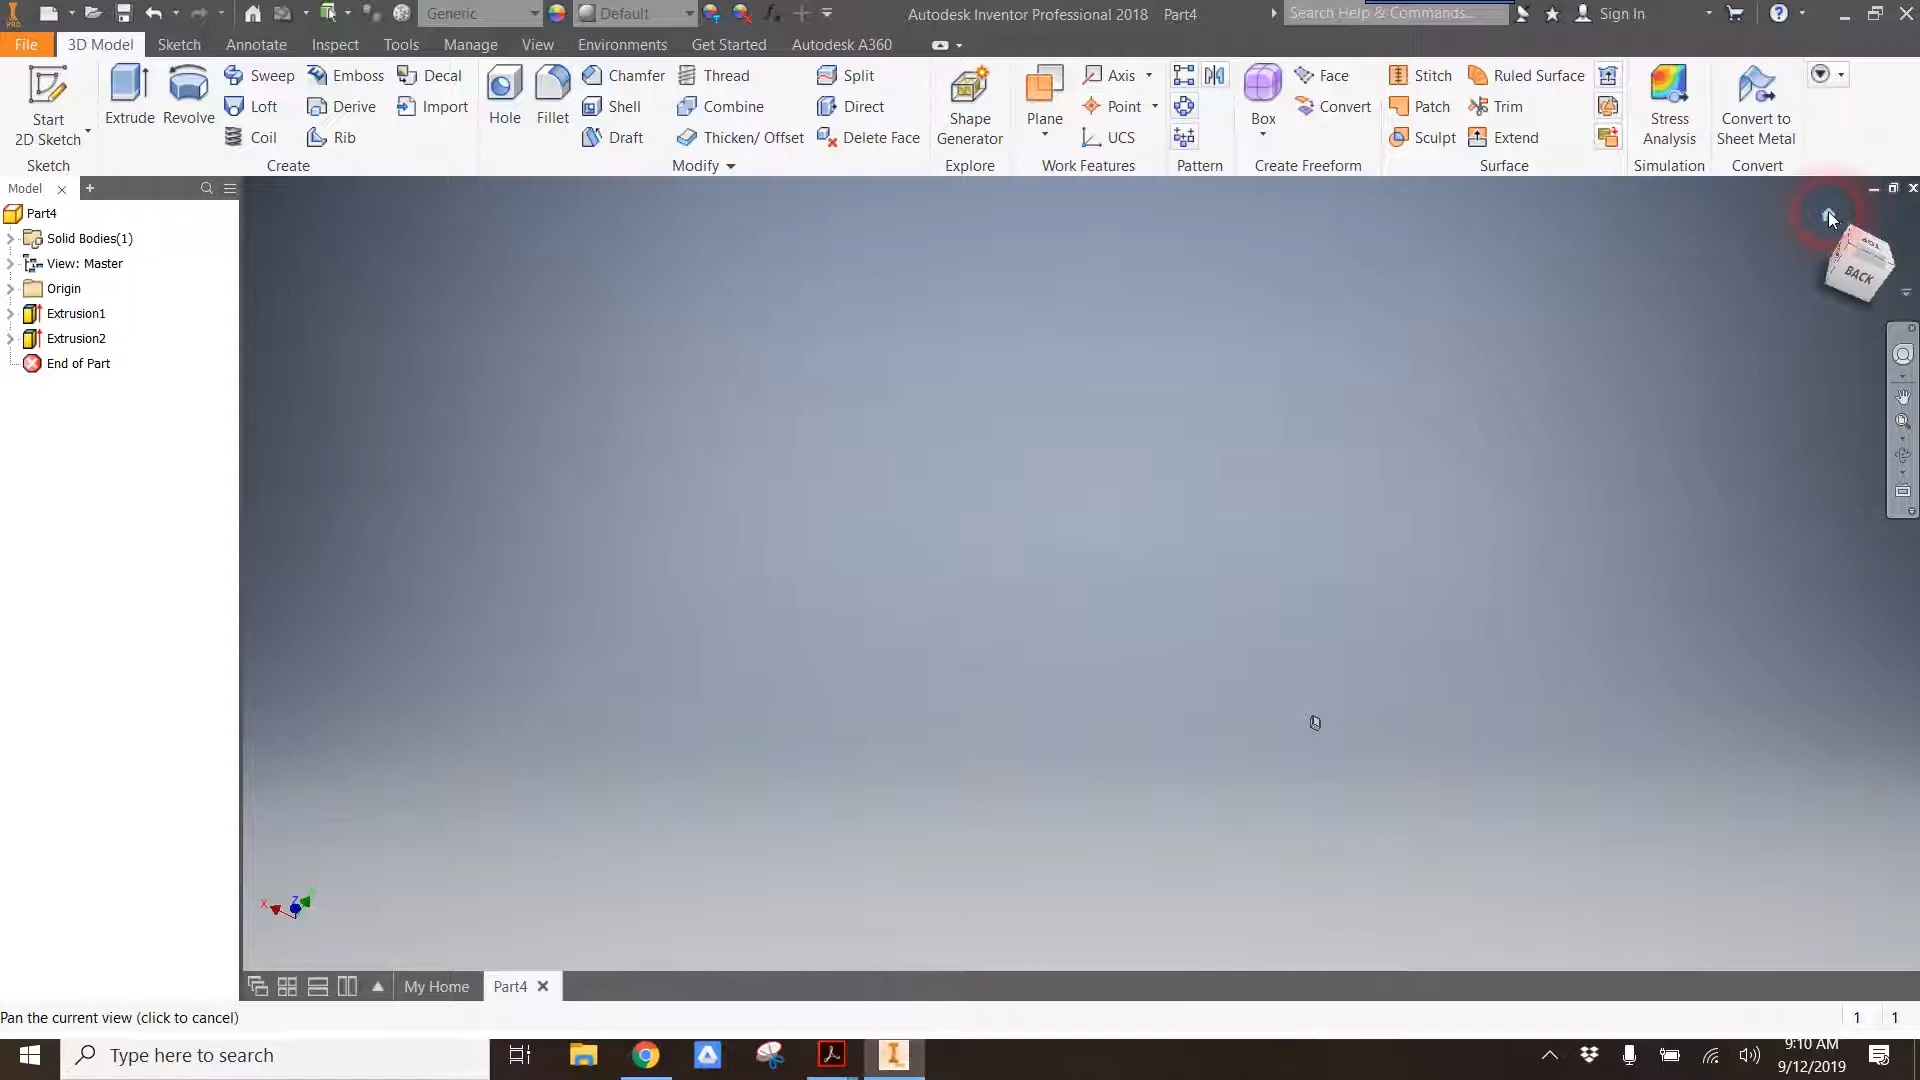 PRO Generic Default Autodesk Inventor Professional 2018 Part4 Search Help & Commands... Sign In
File 3D Model Sketch Annotate Inspect Tools Manage View Environments Get Started Autodesk A360
Start 2D Sketch
Extrude Revolve
Sweep Emboss Decal
Loft Derive Import
Coil Rib
Hole Fillet
Chamfer Thread Split
Shell Combine Direct
Draft Thicken/ Offset Delete Face
Shape Generator
Plane
Axis
Point
UCS
Box
Face
Convert
Stitch Ruled Surface
Patch Trim
Sculpt Extend
Stress Analysis
Convert to Sheet Metal
Sketch Create Modify Explore Work Features Pattern Create Freeform Surface Simulation Convert
Model
Part4
Solid Bodies(1)
View: Master
Origin
Extrusion1
Extrusion2
End of Part
TOP
BACK
X Z Y
My Home Part4
Pan the current view (click to cancel) 1 1
Type here to search
9:10 AM
9/12/2019